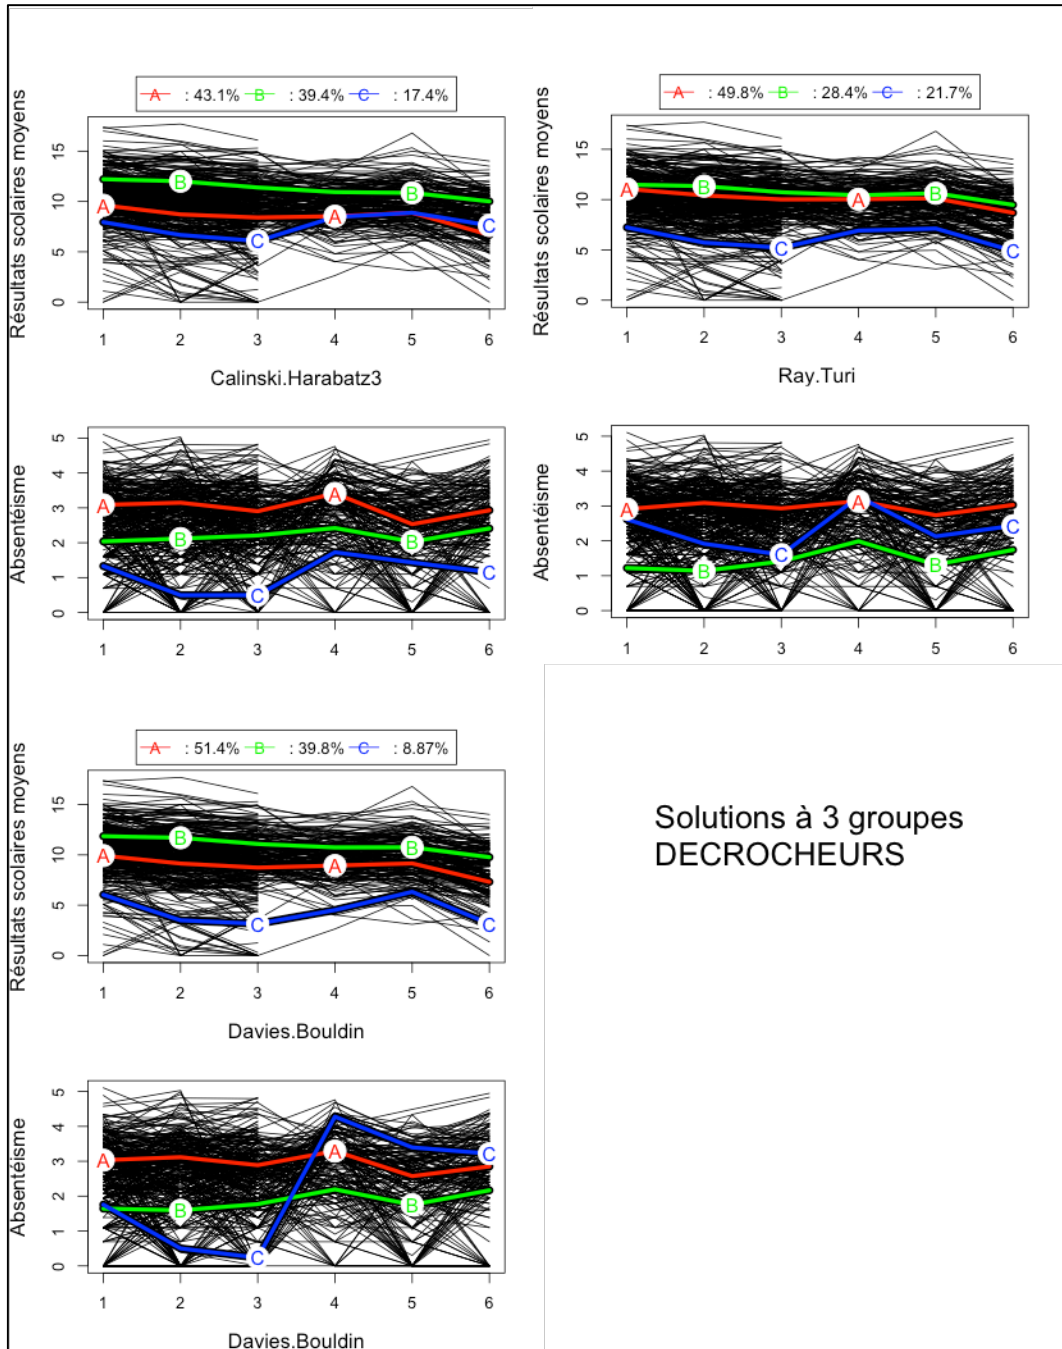 A : 43.1% B : 39.4% C : 17.4%
Résultats scolaires moyens
15
10
5
0
A B C A B C
1 2 3 4 5 6
Calinski.Harabatz3
A : 49.8% B : 28.4% C : 21.7%
Résultats scolaires moyens
15
10
5
0
A B C A B C
1 2 3 4 5 6
Ray.Turi
Absentéisme
5
4
3
2
1
0
A B C A B C
1 2 3 4 5 6
Absentéisme
5
4
3
2
1
0
A B C A B C
1 2 3 4 5 6
A : 51.4% B : 39.8% C : 8.87%
Résultats scolaires moyens
15
10
5
0
A B C A B C
1 2 3 4 5 6
Davies.Bouldin
Solutions à 3 groupes
DECROCHEURS
Absentéisme
5
4
3
2
1
0
A B C A B C
1 2 3 4 5 6
Davies.Bouldin